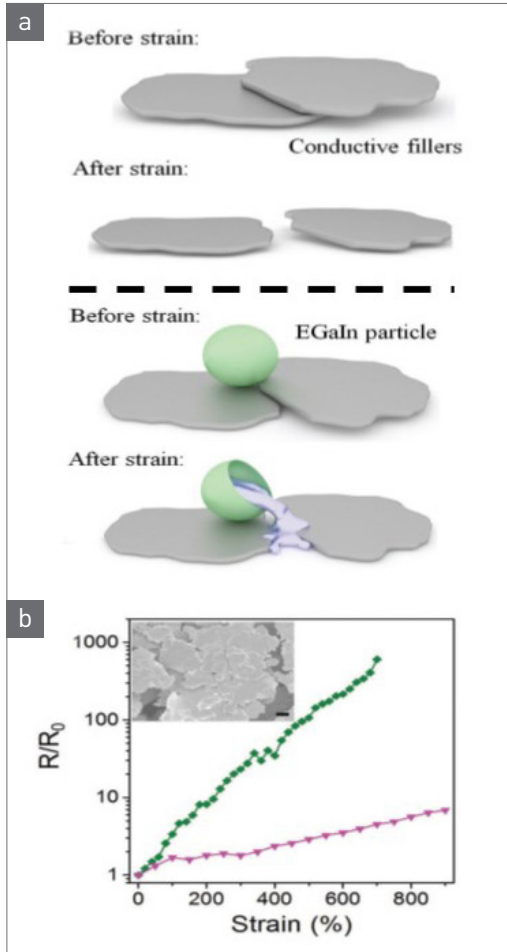 a
Before strain:
Conductive fillers
After strain:
Before strain:
EGaIn particle
After strain:
b
1000
100
10
1
R/R0
0 200 400 600 800
Strain (%)